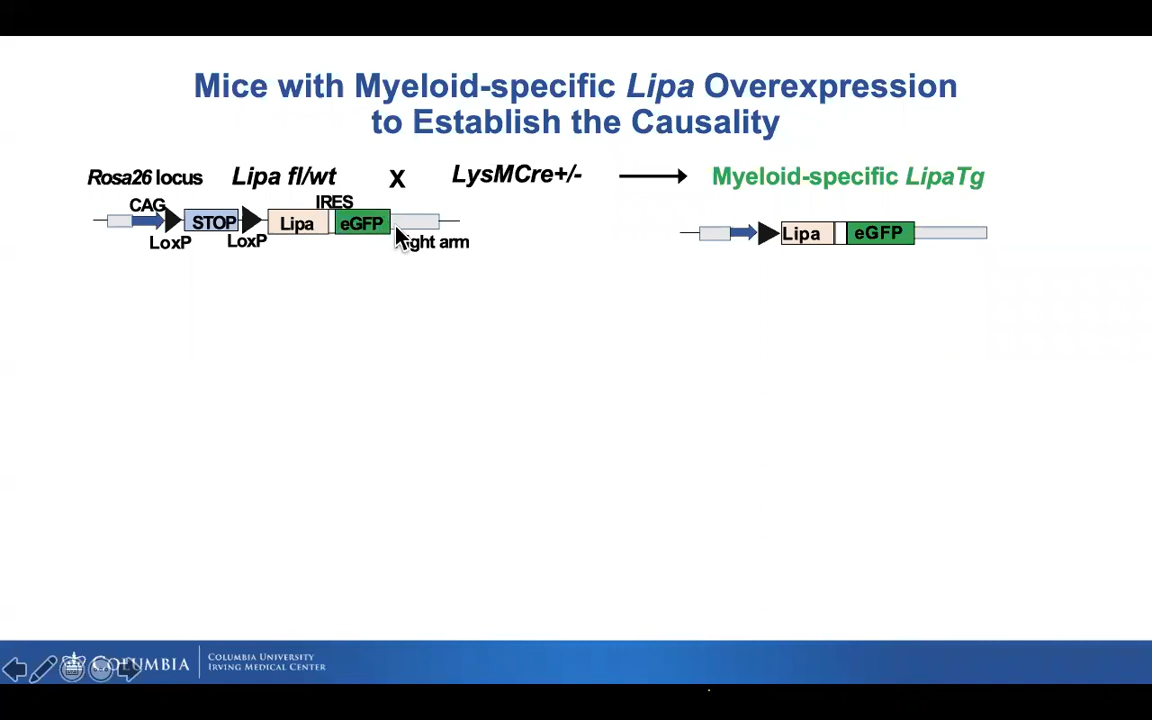 Mice with Myeloid-specific Lipa Overexpression
to Establish the Causality
Rosa26 locus Lipa fl/wt X LysMCre+/- Myeloid-specific LipaTg
CAG IRES
STOP Lipa eGFP Lipa eGFP
LoxP LoxP arm
COLUMBIA
COLUMBIA UNIVERSITY
IRVING MEDICAL CENTER